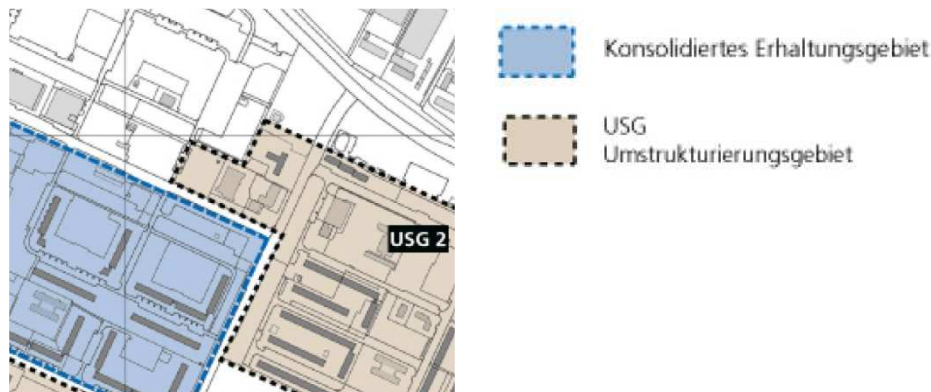 Konsolidiertes Erhaltungsgebiet
USG
Umstrukturierungsgebiet
USG 2